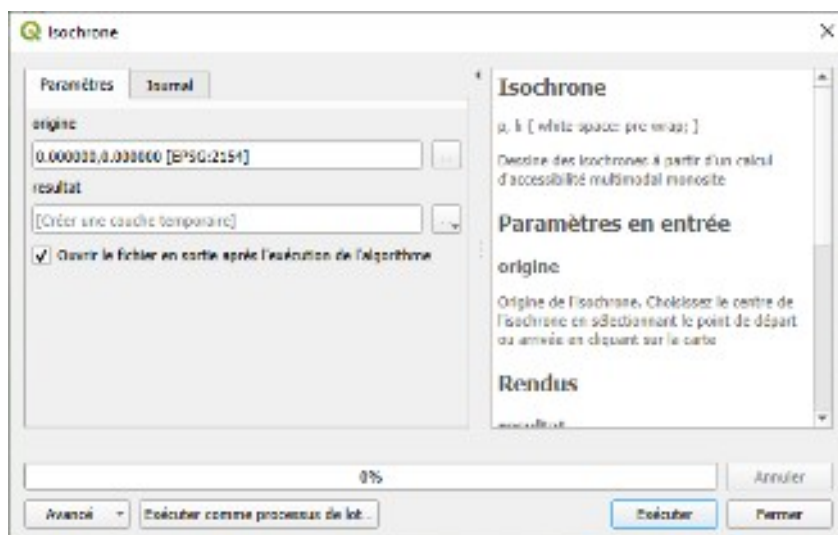 Isochrone
Paramètres
Journal
origine
0.000000,0.000000 [EPSG:2154]
...
resultat
[Créer une couche temporaire]
...
Ouvrir le fichier en sortie après l'exécution de l'algorithme
Isochrone
p, li { white-space: pre-wrap; }
Dessine des isochrones à partir d'un calcul
d'accessibilité multimodal monosite
Paramètres en entrée
origine
Origine de l'isochrone. Choisissez le centre de
l'isochrone en sélectionnant le point de départ
ou arrivée en cliquant sur la carte
Rendus
resultat
0%
Annuler
Avancé
Exécuter comme processus de lot...
Exécuter
Fermer